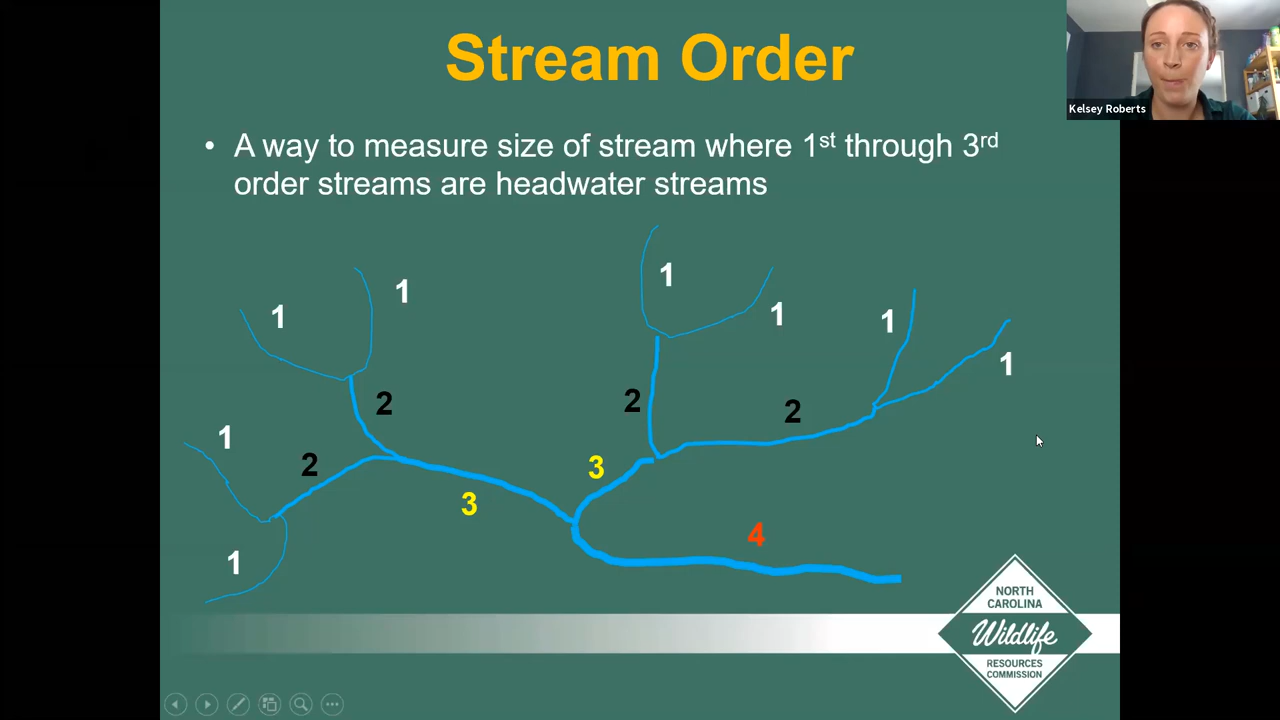 Stream Order
Kelsey Roberts
• A way to measure size of stream where 1st through 3rd
order streams are headwater streams
1
1
1
1
1
1
1
1
2
2
2
2
3
3
4
NORTH
CAROLINA
Wildlife
RESOURCES
COMMISSION